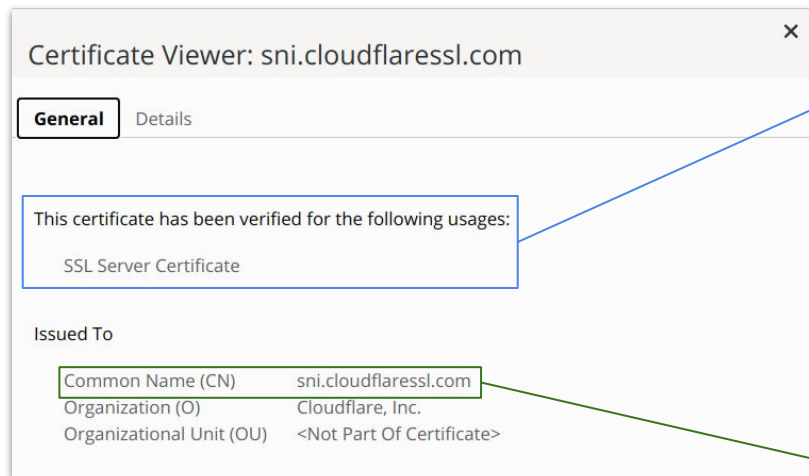 Certificate Viewer: sni.cloudflaressl.com
General Details
This certificate has been verified for the following usages:
SSL Server Certificate
Issued To
Common Name (CN) sni.cloudflaressl.com
Organization (O) Cloudflare, Inc.
Organizational Unit (OU) <Not Part Of Certificate>